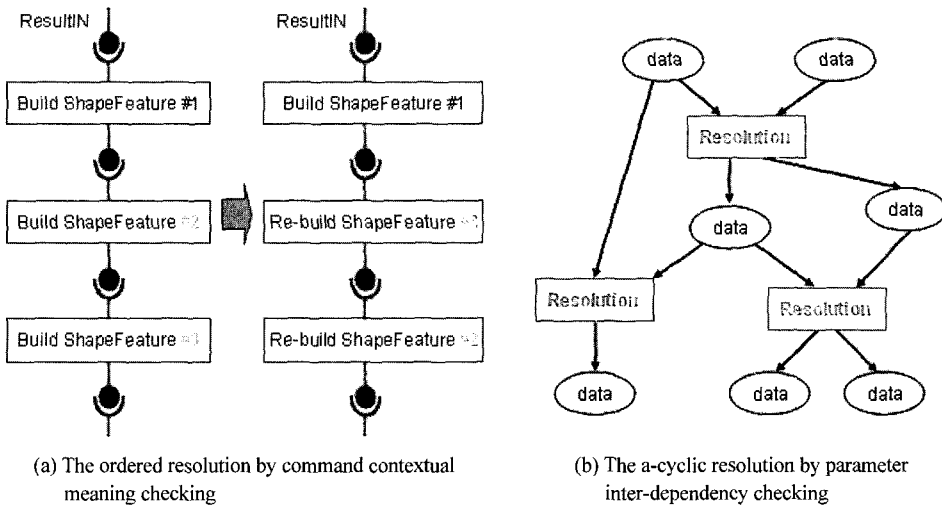 ResultIN
ResultIN
Build ShapeFeature #1
Build ShapeFeature #1
Build ShapeFeature #2
Re-build ShapeFeature
Build ShapeFeature
Re-build ShapeFeature
(a) The ordered resolution by command contextual
meaning checking
data
data
Resolution
data
data
Resolution
Resolution
data
data
data
(b) The a-cyclic resolution by parameter
inter-dependency checking